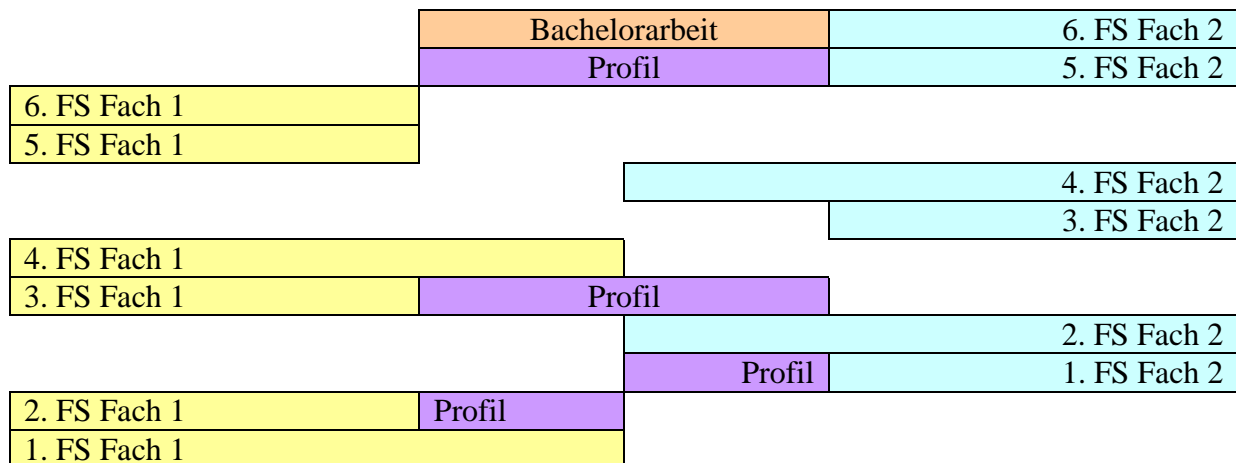 Bachelorarbeit 6. FS Fach 2
Profil 5. FS Fach 2
6. FS Fach 1
5. FS Fach 1
4. FS Fach 2
3. FS Fach 2
4. FS Fach 1
3. FS Fach 1 Profil
2. FS Fach 2
Profil 1. FS Fach 2
2. FS Fach 1 Profil
1. FS Fach 1